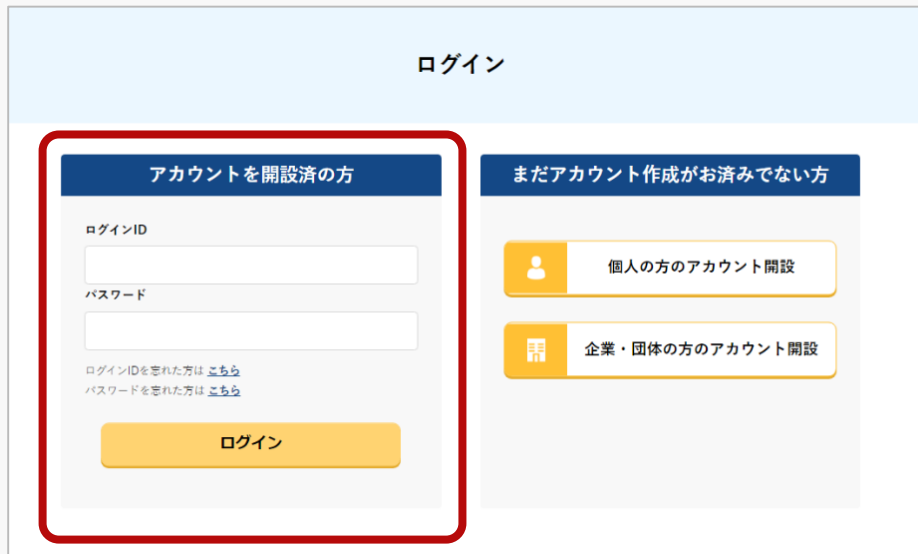 ログイン
アカウントを開設済の方
ログインID
パスワード
ログインIDを忘れた方は こちら
パスワードを忘れた方は こちら
ログイン
まだアカウント作成がお済みでない方
個人の方のアカウント開設
企業・団体の方のアカウント開設